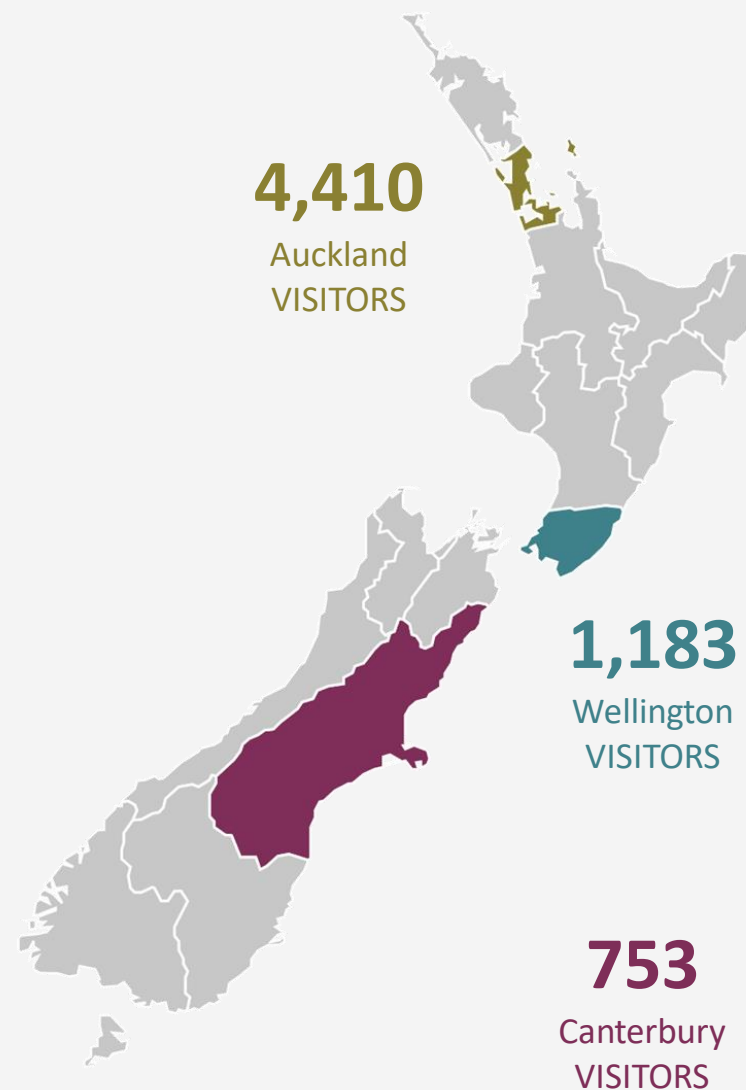 4,410
Auckland
VISITORS
1,183
Wellington
VISITORS
753
Canterbury
VISITORS